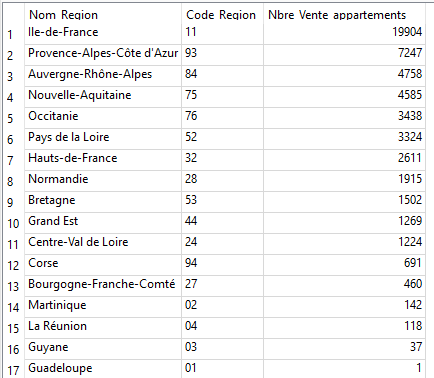 Nom Region Code Region Nbre Vente appartements
1 Ile-de-France 11 19904
2 Provence-Alpes-Côte d'Azur 93 7247
3 Auvergne-Rhône-Alpes 84 4758
4 Nouvelle-Aquitaine 75 4585
5 Occitanie 76 3438
6 Pays de la Loire 52 3324
7 Hauts-de-France 32 2611
8 Normandie 28 1915
9 Bretagne 53 1502
10 Grand Est 44 1269
11 Centre-Val de Loire 24 1224
12 Corse 94 691
13 Bourgogne-Franche-Comté 27 460
14 Martinique 02 142
15 La Réunion 04 118
16 Guyane 03 37
17 Guadeloupe 01 1